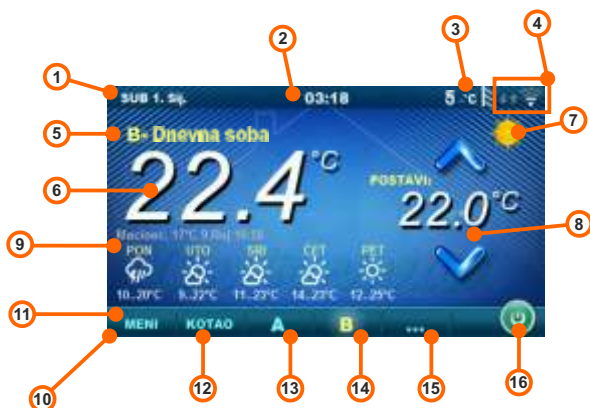 2
3
4
1
SUB 1. Sij.
03:18
5 °C
5
B- Dnevna soba
7
6
22.4°C
POSTAVI:
22.0°C
8
9
PON
UTO
SRI
ČET
PET
10..20°C
9..22°C
11..23°C
14..23°C
12..25°C
11
MENI
KOTAO
A
B
...
10
12
13
14
15
16